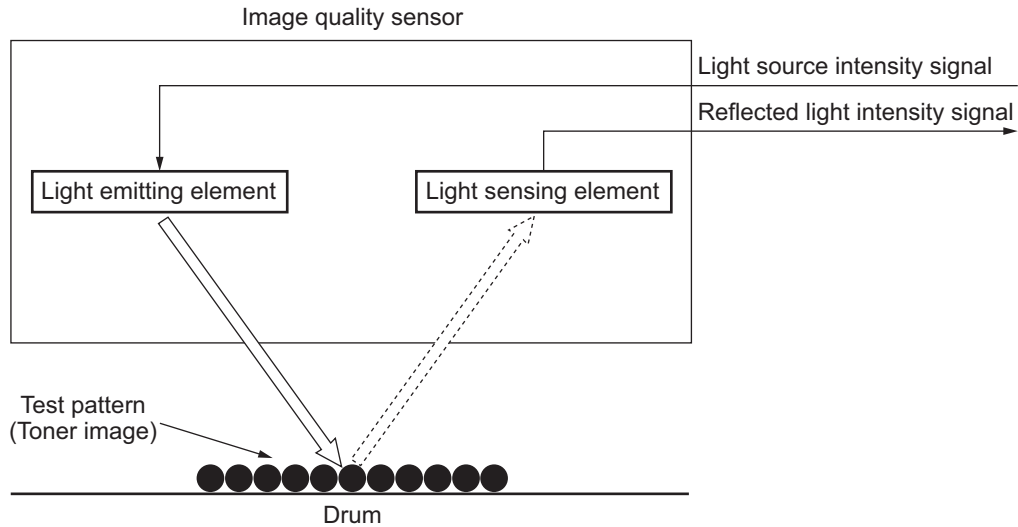 Image quality sensor
Light source intensity signal
Reflected light intensity signal
Light emitting element
Light sensing element
Test pattern
(Toner image)
Drum